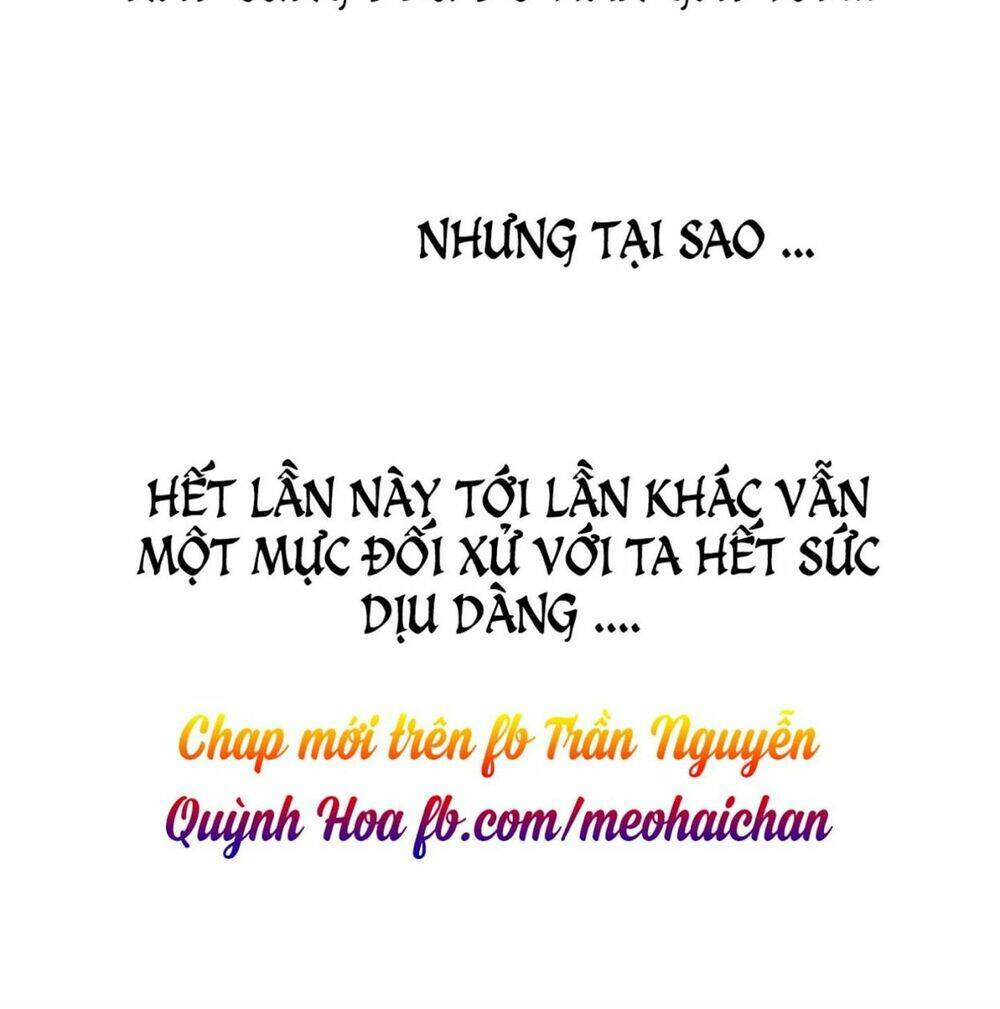 NHƯNG TẠI SAO ...
HẾT LẦN NÀY TỚI LẦN KHÁC VẪN
MỘT MỰC ĐỐI XỬ VỚI TA HẾT SỨC
DỊU DÀNG ....
Chap mới trên fb Trần Nguyễn
Quỳnh Hoa fb.com/meohaichan